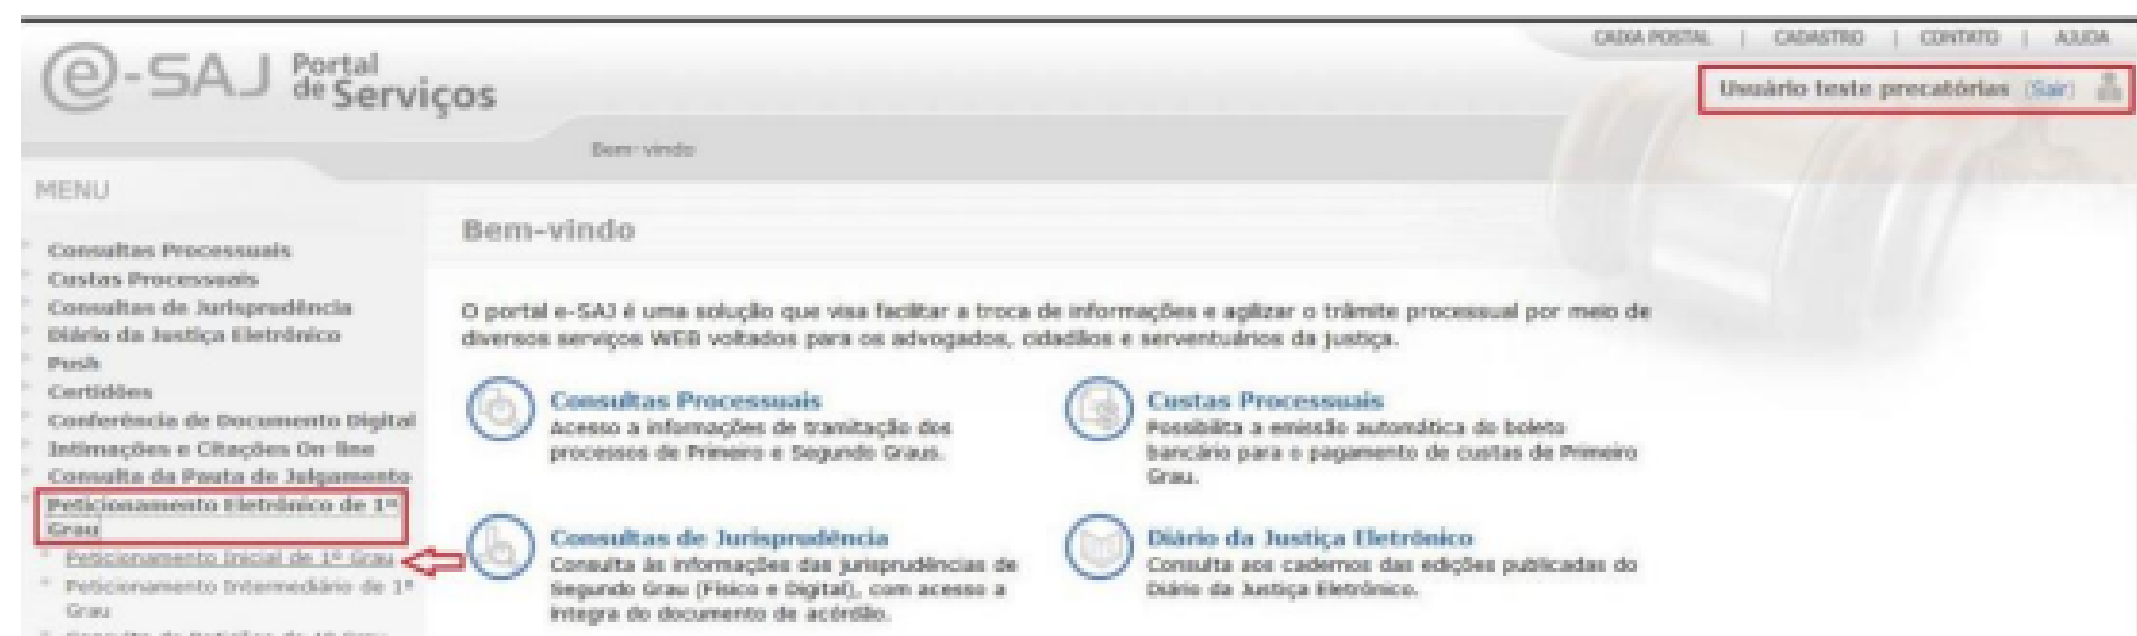 CAIXA POSTAL | CADASTRO | CONTATO | AJUDA
e-SAJ Portal de Serviços
Usuário teste precatórias (Sair)
Bem-vindo
MENU
Consultas Processuais
Custas Processuais
Consultas de Jurisprudência
Diário da Justiça Eletrônico
Push
Certidões
Conferência de Documento Digital
Intimações e Citações On-line
Consulta da Pauta de Julgamento
Peticionamento Eletrônico de 1º
Grau
Peticionamento Inicial de 1º Grau
Peticionamento Intermediário de 1º
Grau
Consulta de Petições de 1º Grau
Bem-vindo
O portal e-SAJ é uma solução que visa facilitar a troca de informações e agilizar o trâmite processual por meio de
diversos serviços WEB voltados para os advogados, cidadãos e serventuários da justiça.
Consultas Processuais
Acesso a informações de tramitação dos
processos de Primeiro e Segundo Graus.
Custas Processuais
Possibilita a emissão automática do boleto
bancário para o pagamento de custas de Primeiro
Grau.
Consultas de Jurisprudência
Consulta às informações das jurisprudências de
Segundo Grau (Físico e Digital), com acesso a
íntegra do documento de acórdão.
Diário da Justiça Eletrônico
Consulta aos cadernos das edições publicadas do
Diário da Justiça Eletrônico.